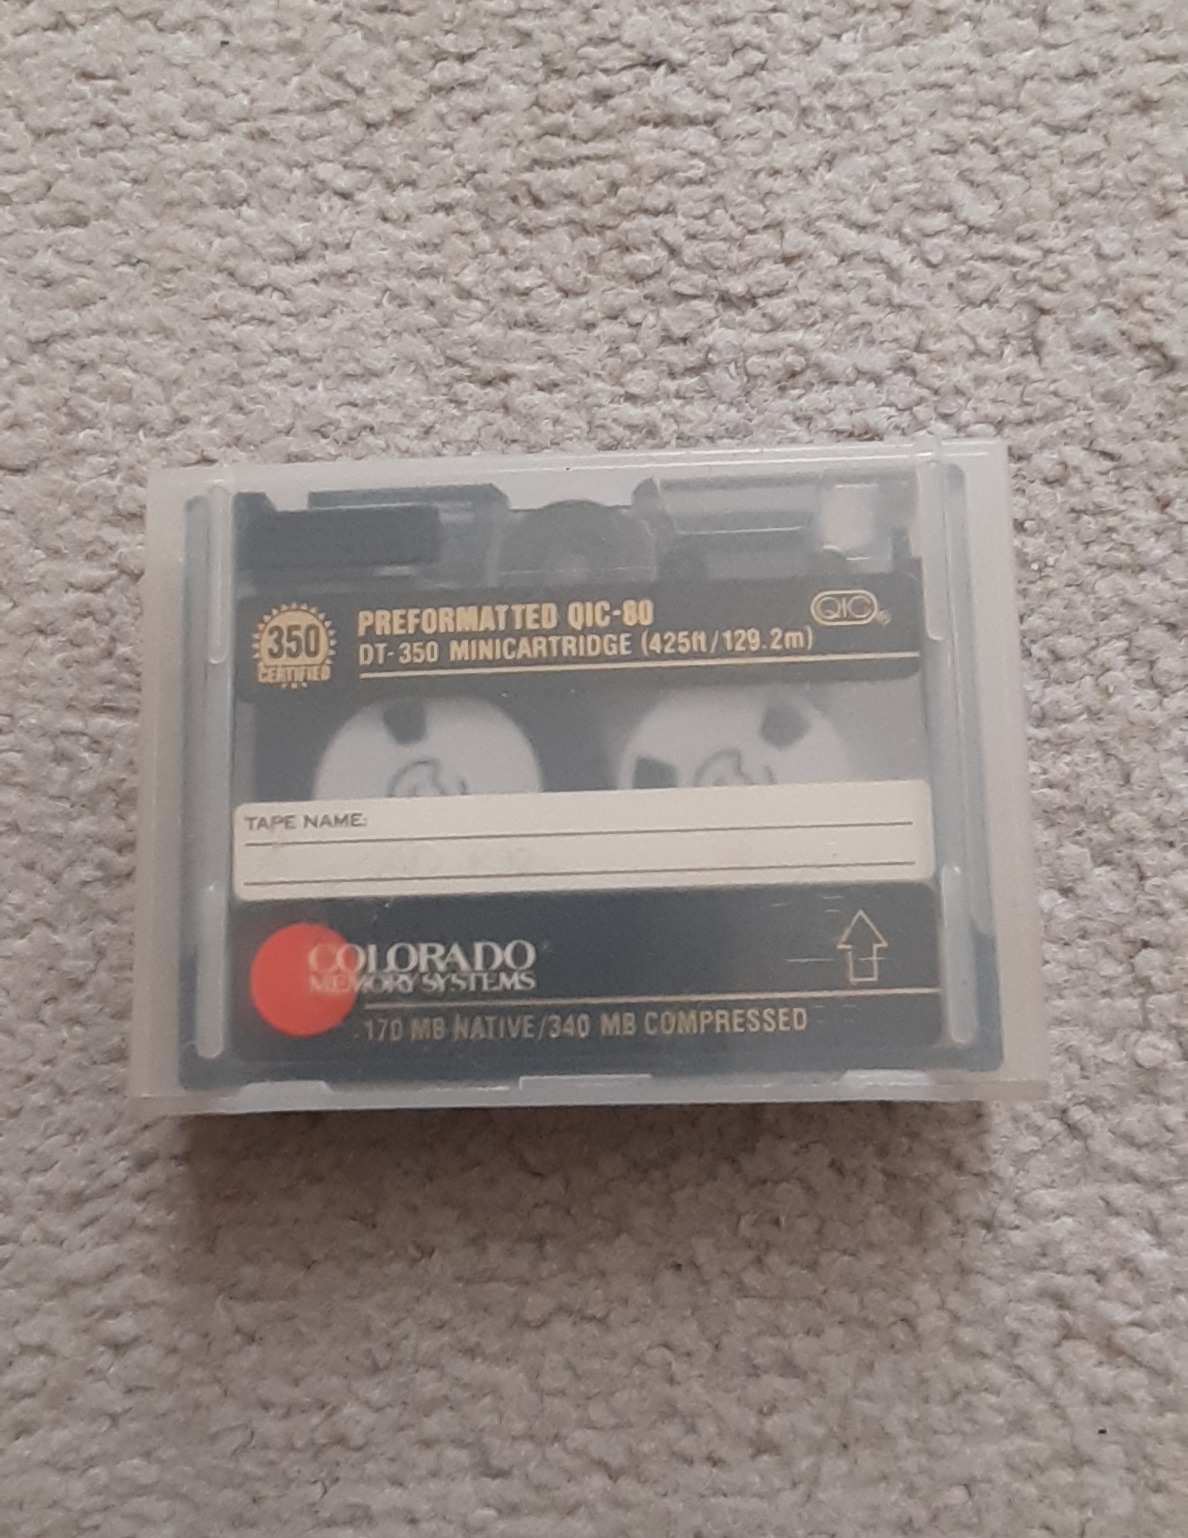 350
CERTIFIED
PREFORMATTED QIC-80
DT-350 MINICARTRIDGE (425ft/129.2m)
QIC®
TAPE NAME:
COLORADO
MEMORY SYSTEMS
170 MB NATIVE/340 MB COMPRESSED